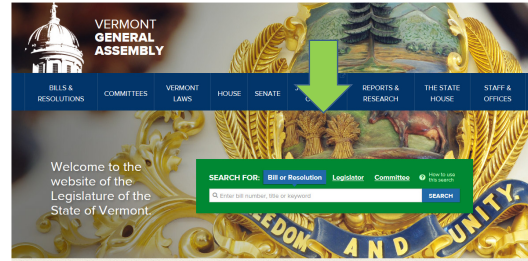 VERMONT
GENERAL
ASSEMBLY
BILLS &
RESOLUTIONS
COMMITTEES
VERMONT
LAWS
HOUSE
SENATE
REPORTS &
RESEARCH
THE STATE
HOUSE
STAFF &
OFFICES
Welcome to the
website of the
Legislature of the
State of Vermont.
SEARCH FOR: Bill or Resolution Legislator Committee ? How to use
this search
Enter bill number, title or keyword SEARCH
AND UNITY